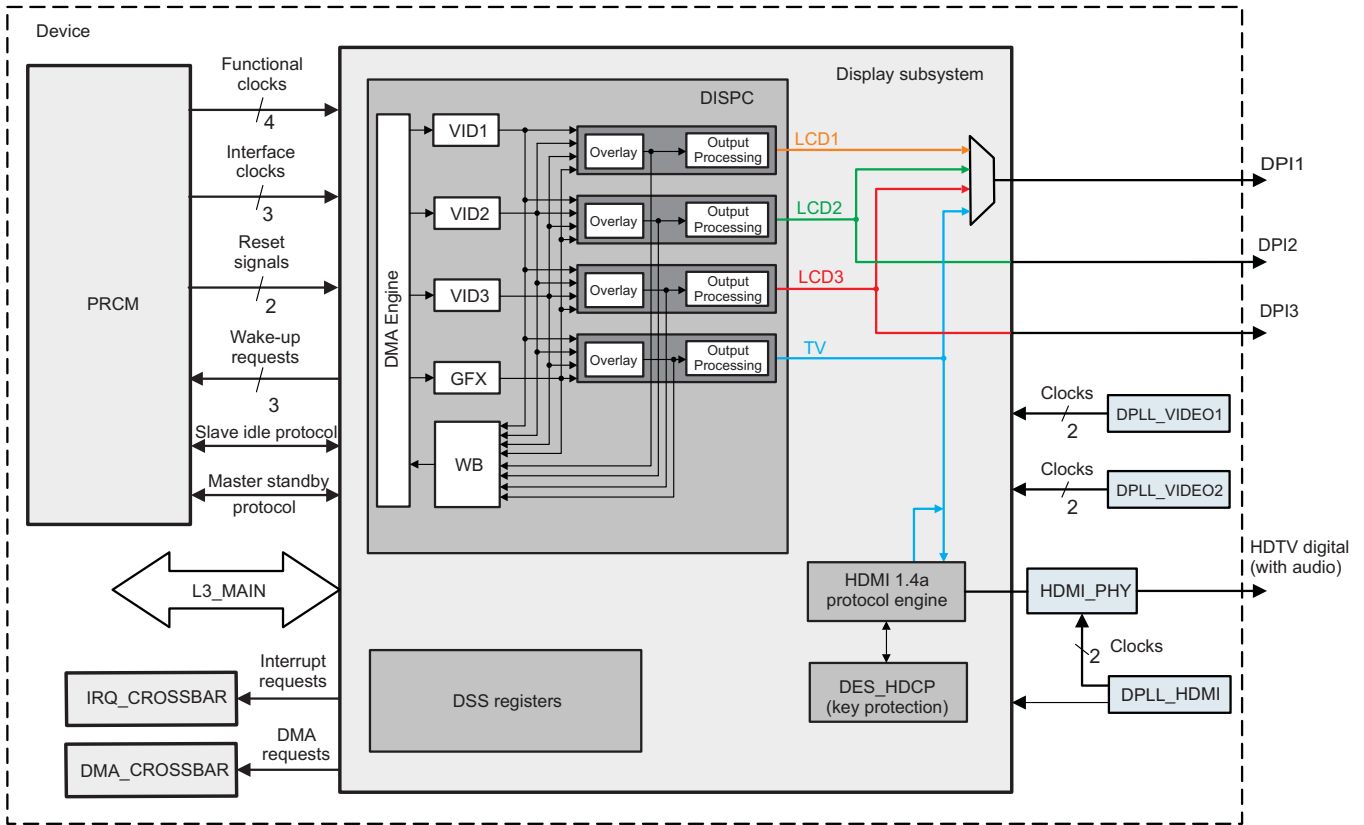 Device
Functional
clocks
4
Interface
clocks
3
Reset
signals
2
PRCM
Wake-up
requests
3
Slave idle protocol
Master standby
protocol
L3_MAIN
Interrupt
requests
IRQ_CROSSBAR
DMA
requests
DMA_CROSSBAR
Display subsystem
DISPC
DMA Engine
VID1
VID2
VID3
GFX
WB
Overlay
Output
Processing
Overlay
Output
Processing
Overlay
Output
Processing
Overlay
Output
Processing
LCD1
LCD2
LCD3
TV
DPI1
DPI2
DPI3
Clocks
2
DPLL_VIDEO1
Clocks
2
DPLL_VIDEO2
HDTV digital
(with audio)
HDMI 1.4a
protocol engine
HDMI_PHY
2
Clocks
DES_HDCP
(key protection)
DPLL_HDMI
DSS registers